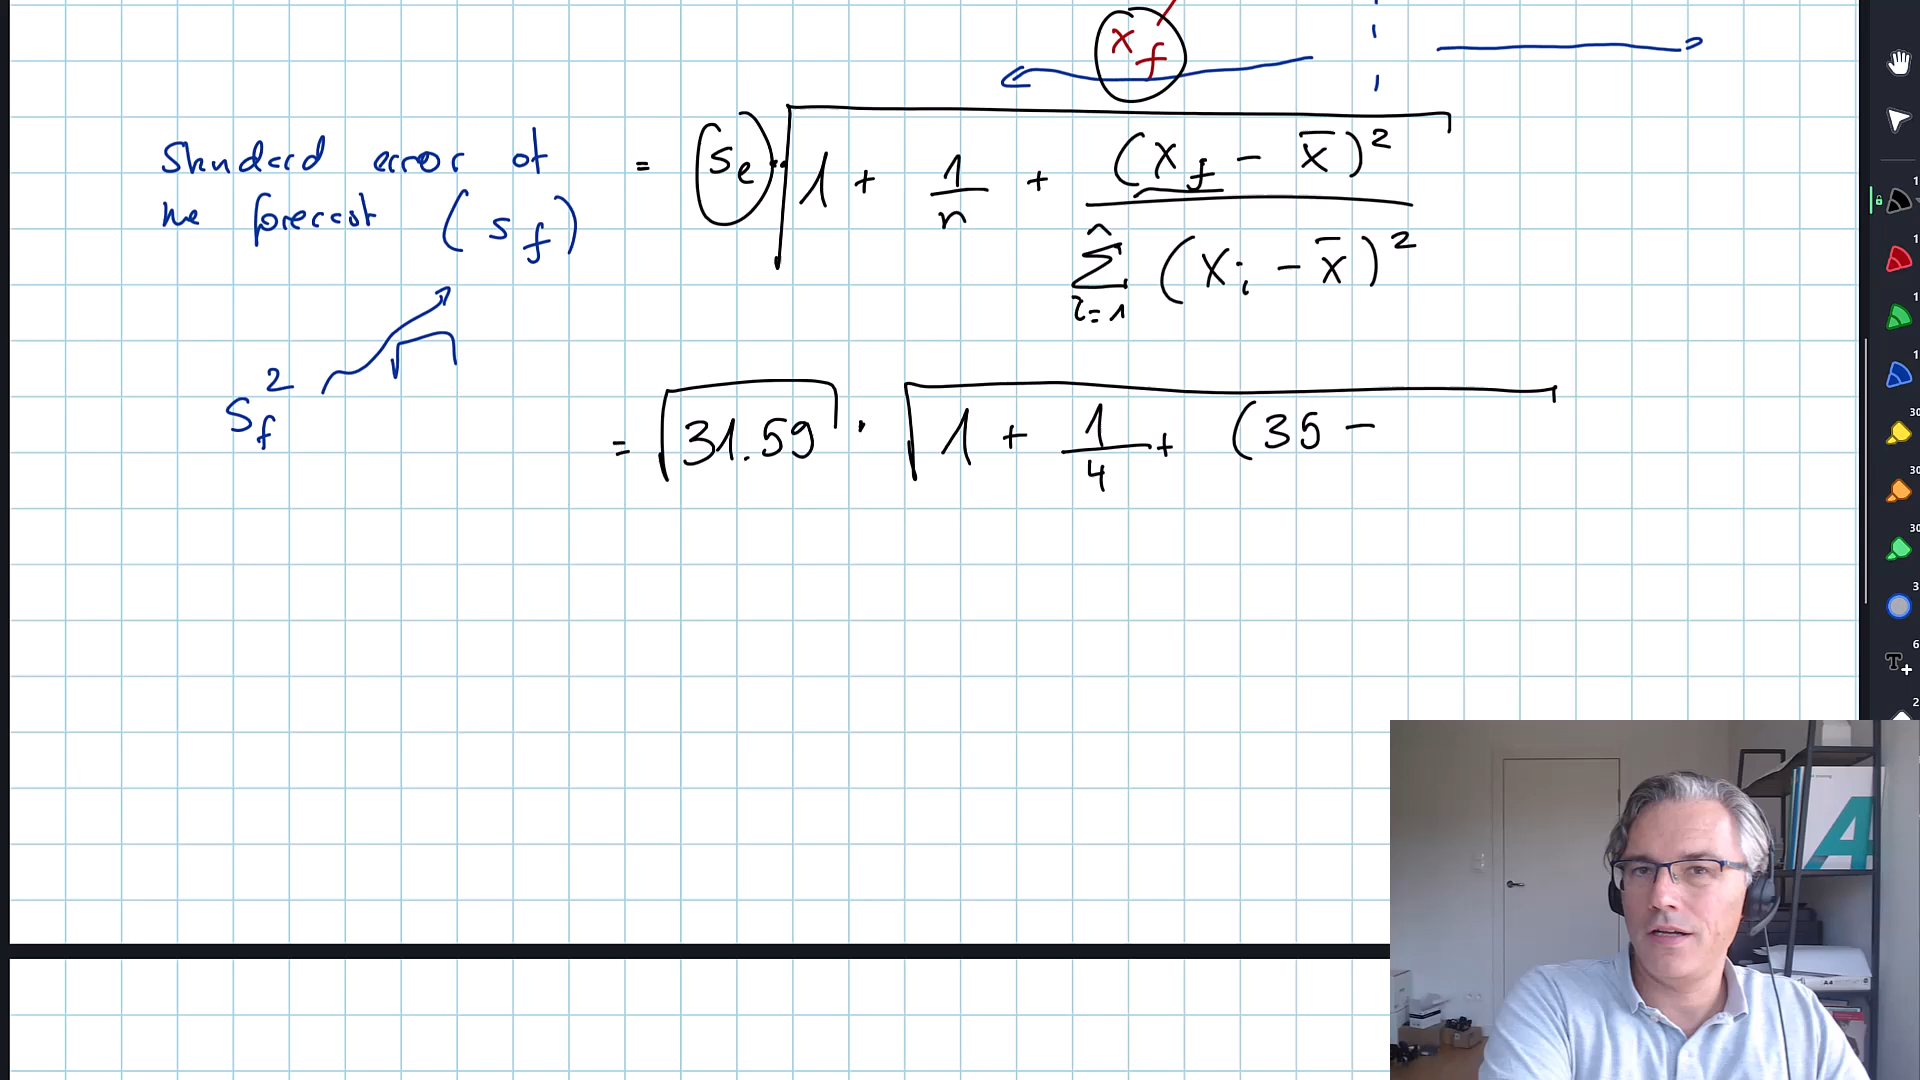 x_f
Standard error of = s_e · √(1 + 1/n + (x_f − x̄)²
the forecast (s_f)
Σ_{i=1}^{n} (x_i − x̄)²)
s_f² √
= √31.59 · √(1 + 1/4 + (35 −
A4